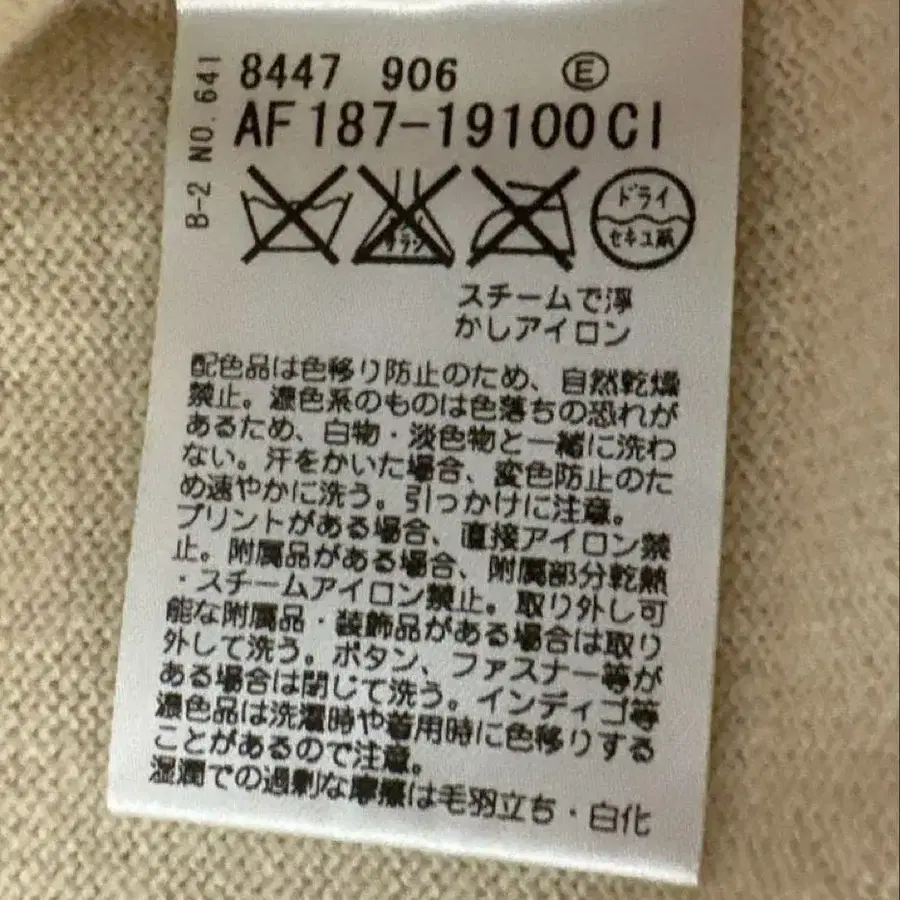 B-2 NO.641
8447 906 Ⓔ
AF187-19100CI
ドライ
セキユ系
スチームで浮
かしアイロン
配色品は色移り防止のため、自然乾燥
禁止。濃色系のものは色落ちの恐れが
あるため、白物・淡色物と一緒に洗わ
ない。汗をかいた場合、変色防止のた
め速やかに洗う。引っかけに注意。
プリントがある場合、直接アイロン禁
止。附属品がある場合、附属部分乾熱
・スチームアイロン禁止。取り外し可
能な附属品・装飾品がある場合は取り
外して洗う。ボタン、ファスナー等が
ある場合は閉じて洗う。インディゴ等
濃色品は洗濯時や着用時に色移りする
ことがあるので注意。
湿潤での過剰な摩擦は毛羽立ち・白化